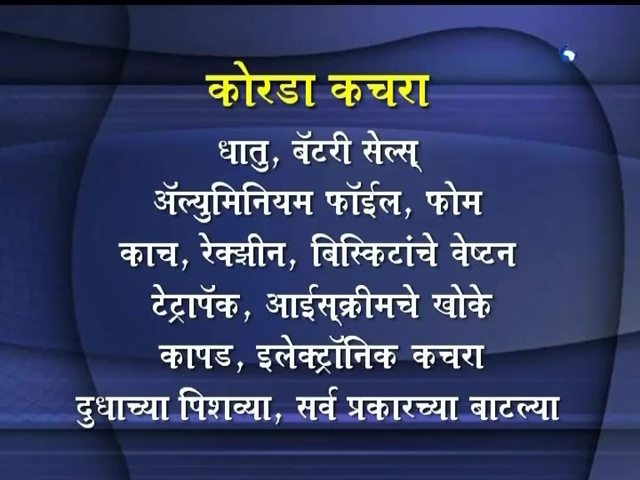 कोरडा कचरा
धातु, बॅटरी सेल्स्
ॲल्युमिनियम फॉईल, फोम
काच, रेक्झीन, बिस्किटांचे वेष्टन
टेट्रापॅक, आईस्क्रीमचे खोके
कापड, इलेक्ट्रॉनिक कचरा
दुधाच्या पिशव्या, सर्व प्रकारच्या बाटल्या